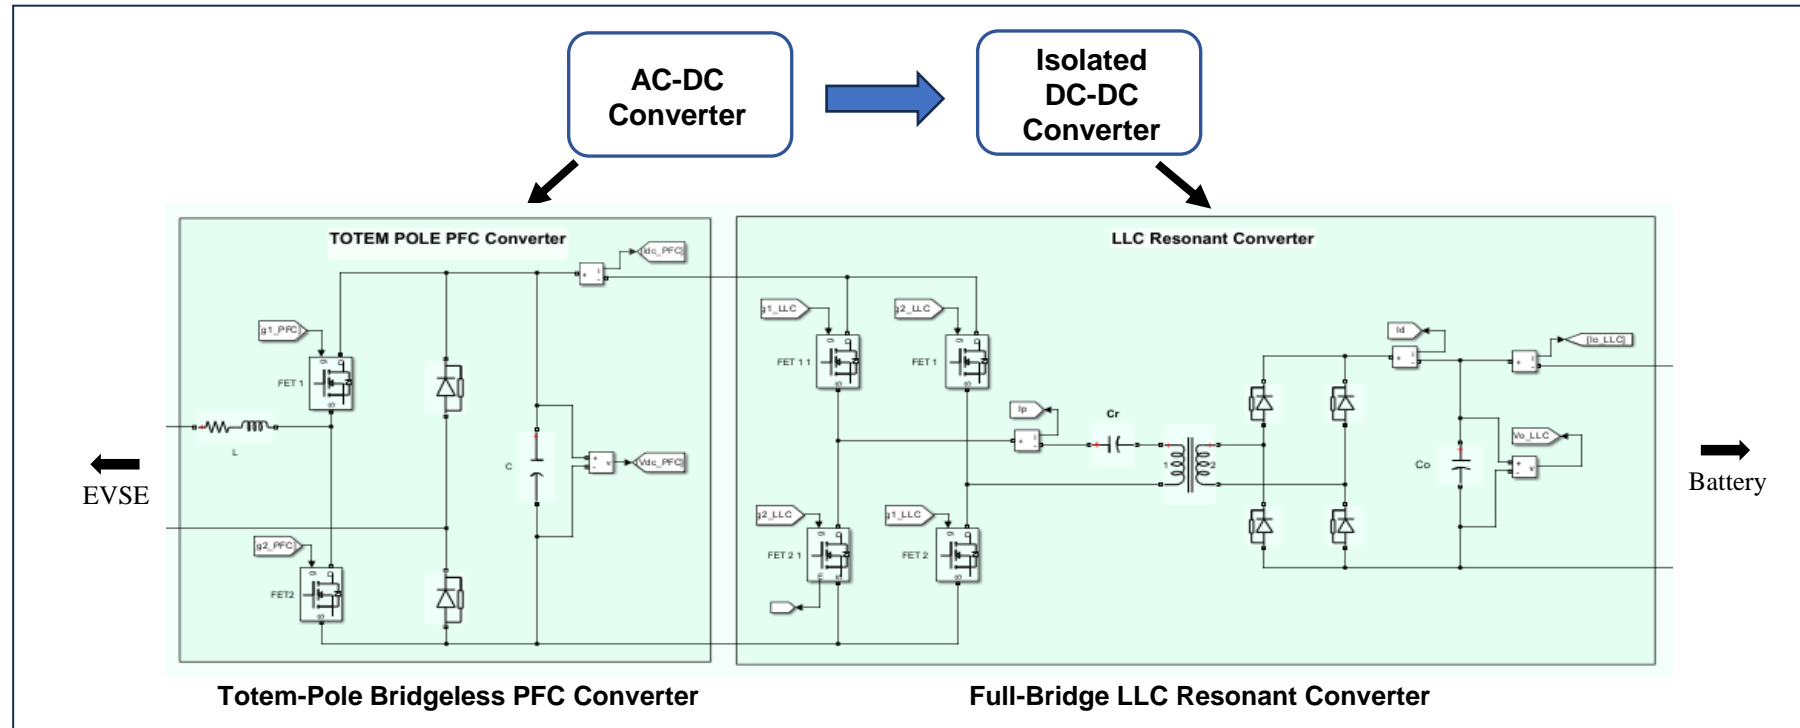 AC-DC
Converter
Isolated
DC-DC
Converter
TOTEM POLE PFC Converter
LLC Resonant Converter
[Idc_PFC]
g1_LLC
g2_LLC
g1_PFC
Id
[Io_LLC]
FET 1
FET 1 1
FET 1
Ip
Cr
L
C
[Vdc_PFC]
1
2
Co
Vo_LLC
EVSE
Battery
g2_PFC
g2_LLC
g1_LLC
FET2
FET 2 1
FET 2
Totem-Pole Bridgeless PFC Converter
Full-Bridge LLC Resonant Converter